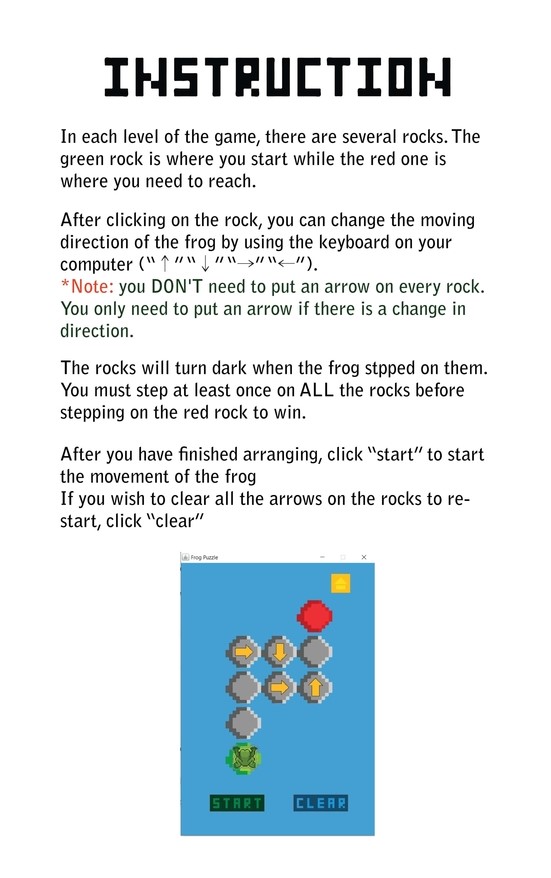 INSTRUCTION
In each level of the game, there are several rocks. The
green rock is where you start while the red one is
where you need to reach.
After clicking on the rock, you can change the moving
direction of the frog by using the keyboard on your
computer (“↑”“↓”“→”“←”).
*Note: you DON'T need to put an arrow on every rock.
You only need to put an arrow if there is a change in
direction.
The rocks will turn dark when the frog stpped on them.
You must step at least once on ALL the rocks before
stepping on the red rock to win.
After you have finished arranging, click “start” to start
the movement of the frog
If you wish to clear all the arrows on the rocks to re-
start, click “clear”
Frog Puzzle
START
CLEAR